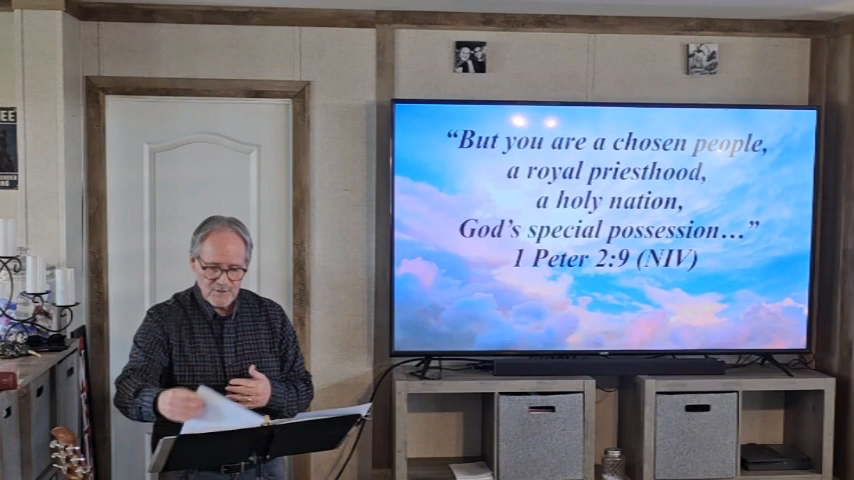 “But you are a chosen people,
a royal priesthood,
a holy nation,
God’s special possession…”
1 Peter 2:9 (NIV)